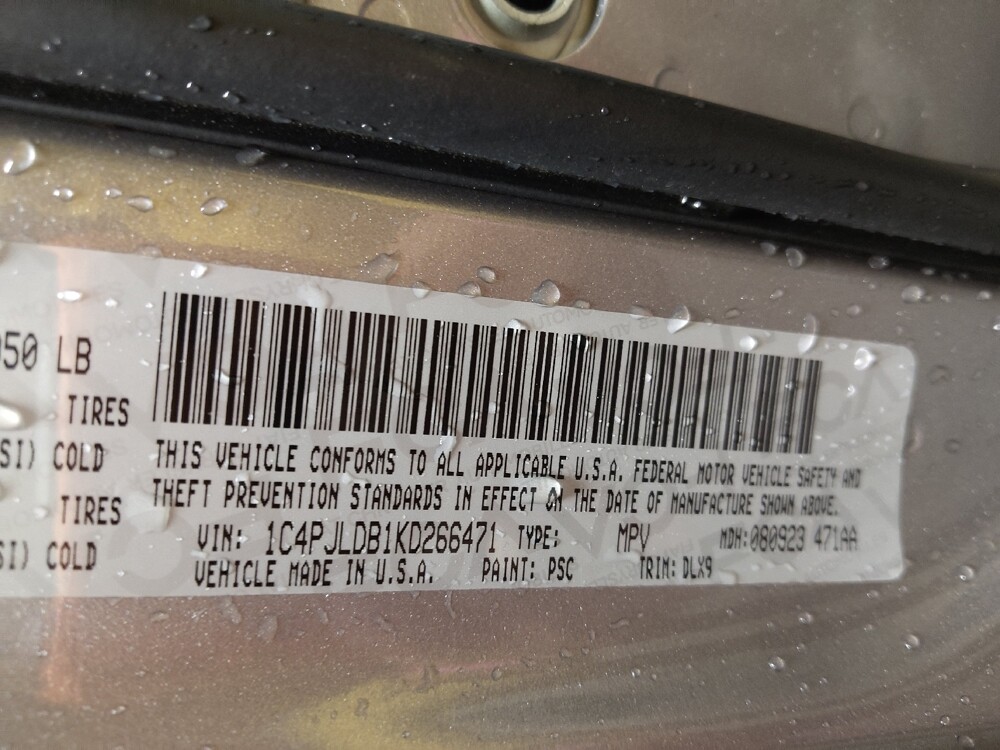 50 LB
TIRES
SI) COLD
TIRES
SI) COLD
THIS VEHICLE CONFORMS TO ALL APPLICABLE U.S.A. FEDERAL MOTOR VEHICLE SAFETY AND
THEFT PREVENTION STANDARDS IN EFFECT ON THE DATE OF MANUFACTURE SHOWN ABOVE.
VIN: 1C4PJLDB1KD266471 TYPE: MPV MDH: 080923 471AA
VEHICLE MADE IN U.S.A. PAINT: PSC TRIM: DLX9